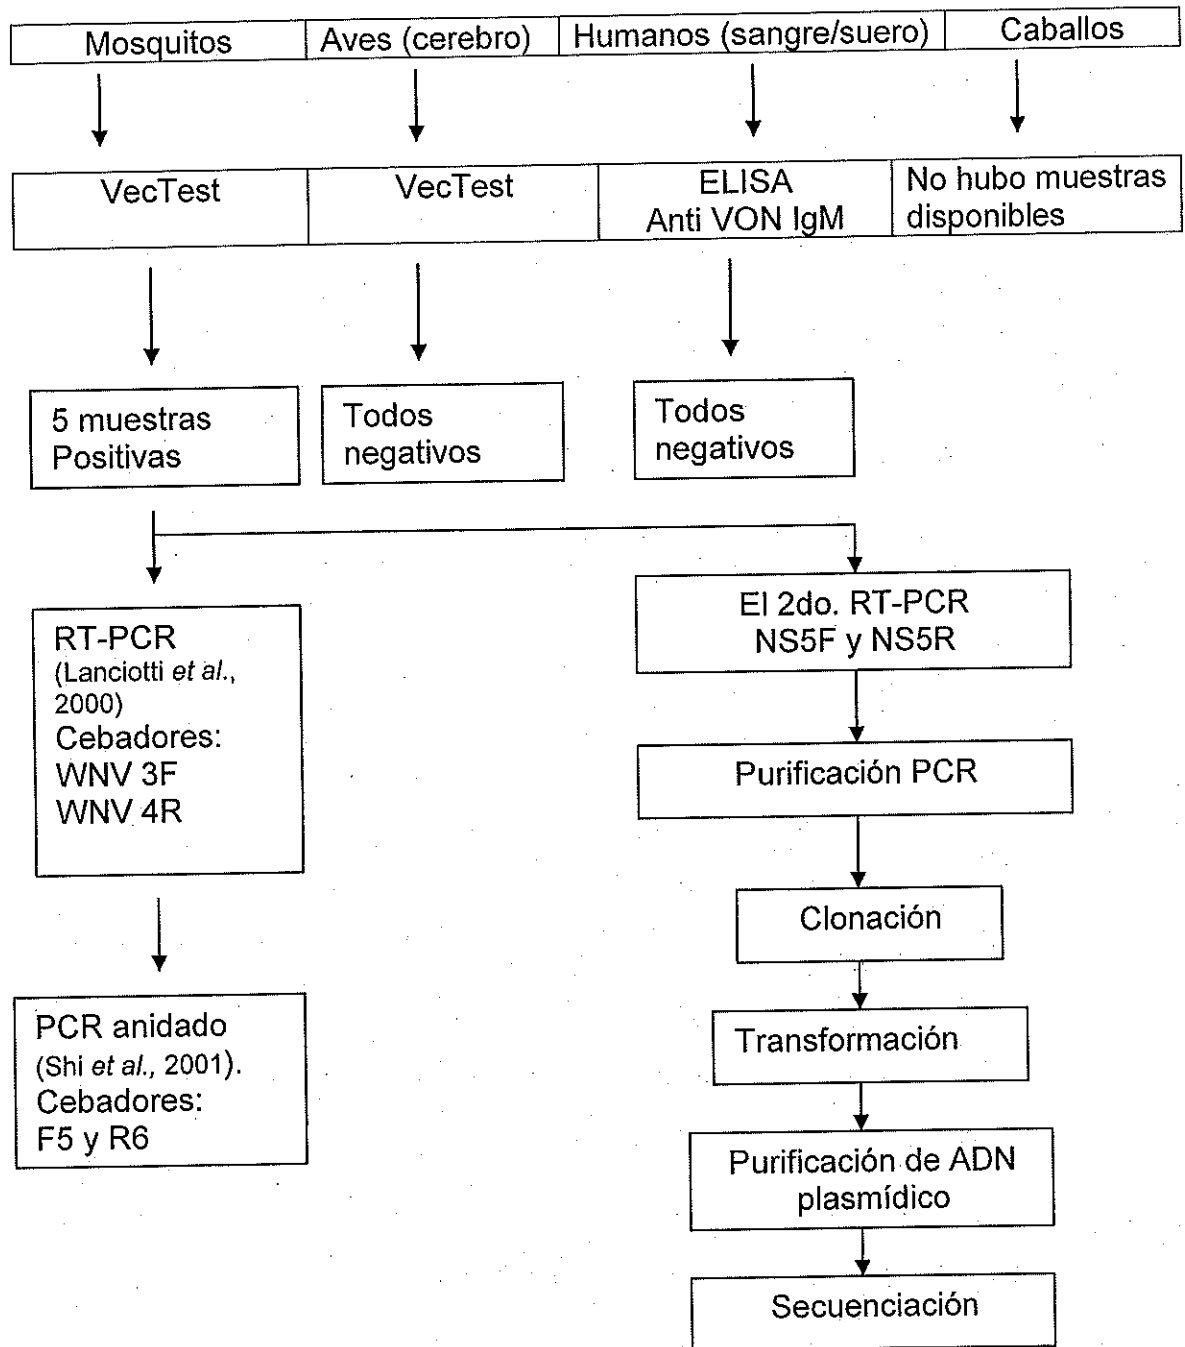 Mosquitos
Aves (cerebro)
Humanos (sangre/suero)
Caballos
VecTest
VecTest
ELISA
Anti VON IgM
No hubo muestras
disponibles
5 muestras
Positivas
Todos
negativos
Todos
negativos
RT-PCR
(Lanciotti et al.,
2000)
Cebadores:
WNV 3F
WNV 4R
PCR anidado
(Shi et al., 2001).
Cebadores:
F5 y R6
El 2do. RT-PCR
NS5F y NS5R
Purificación PCR
Clonación
Transformación
Purificación de ADN
plasmídico
Secuenciación